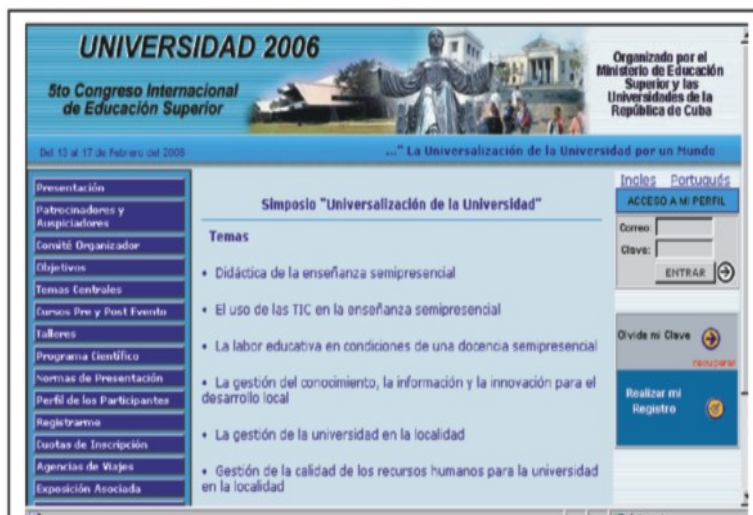 UNIVERSIDAD 2006
5to Congreso Internacional
de Educación Superior
Organizado por el
Ministerio de Educación
Superior y las
Universidades de la
República de Cuba
Del 13 al 17 de Febrero del 2006
..." La Universalización de la Universidad por un Mundo
Presentación
Patrocinadores y
Auspiciadores
Comité Organizador
Objetivos
Temas Centrales
Cursos Pre y Post Evento
Talleres
Programa Científico
Normas de Presentación
Perfil de los Participantes
Registrarme
Cuotas de Inscripción
Agencias de Viajes
Exposición Asociada
Simposio "Universalización de la Universidad"
Temas
• Didáctica de la enseñanza semipresencial
• El uso de las TIC en la enseñanza semipresencial
• La labor educativa en condiciones de una docencia semipresencial
• La gestión del conocimiento, la información y la innovación para el
desarrollo local
• La gestión de la universidad en la localidad
• Gestión de la calidad de los recursos humanos para la universidad
en la localidad
Ingles Portugués
ACCESO A MI PERFIL
Correo:
Clave:
ENTRAR
Olvide mi Clave
recuperar
Realizar mi
Registro